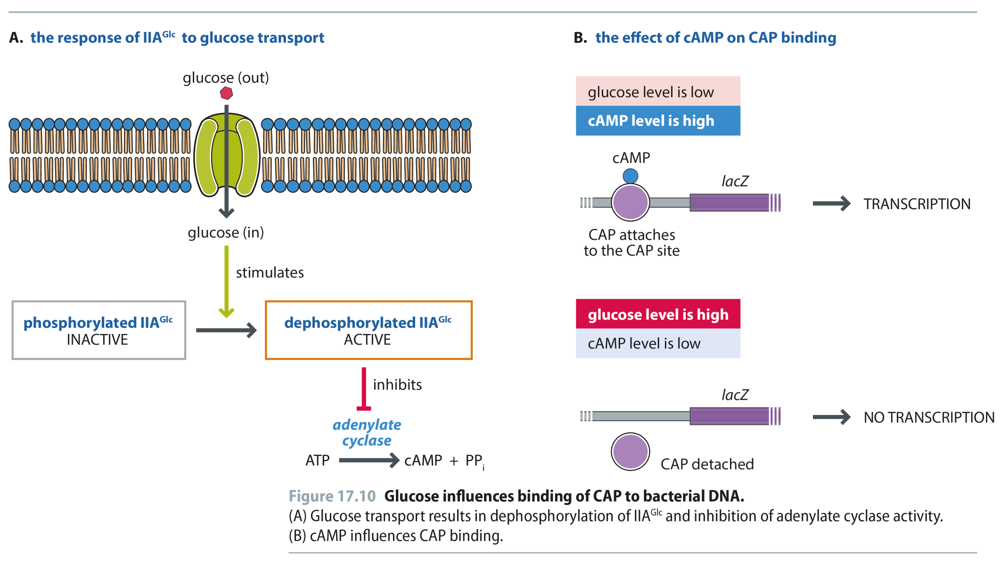 A. the response of IIAGlc to glucose transport
glucose (out)
glucose (in)
stimulates
phosphorylated IIAGlc
INACTIVE
dephosphorylated IIAGlc
ACTIVE
inhibits
adenylate
cyclase
ATP
cAMP + PPi
B. the effect of cAMP on CAP binding
glucose level is low
cAMP level is high
cAMP
lacZ
TRANSCRIPTION
CAP attaches
to the CAP site
glucose level is high
cAMP level is low
lacZ
NO TRANSCRIPTION
CAP detached
Figure 17.10 Glucose influences binding of CAP to bacterial DNA.
(A) Glucose transport results in dephosphorylation of IIAGlc and inhibition of adenylate cyclase activity.
(B) cAMP influences CAP binding.